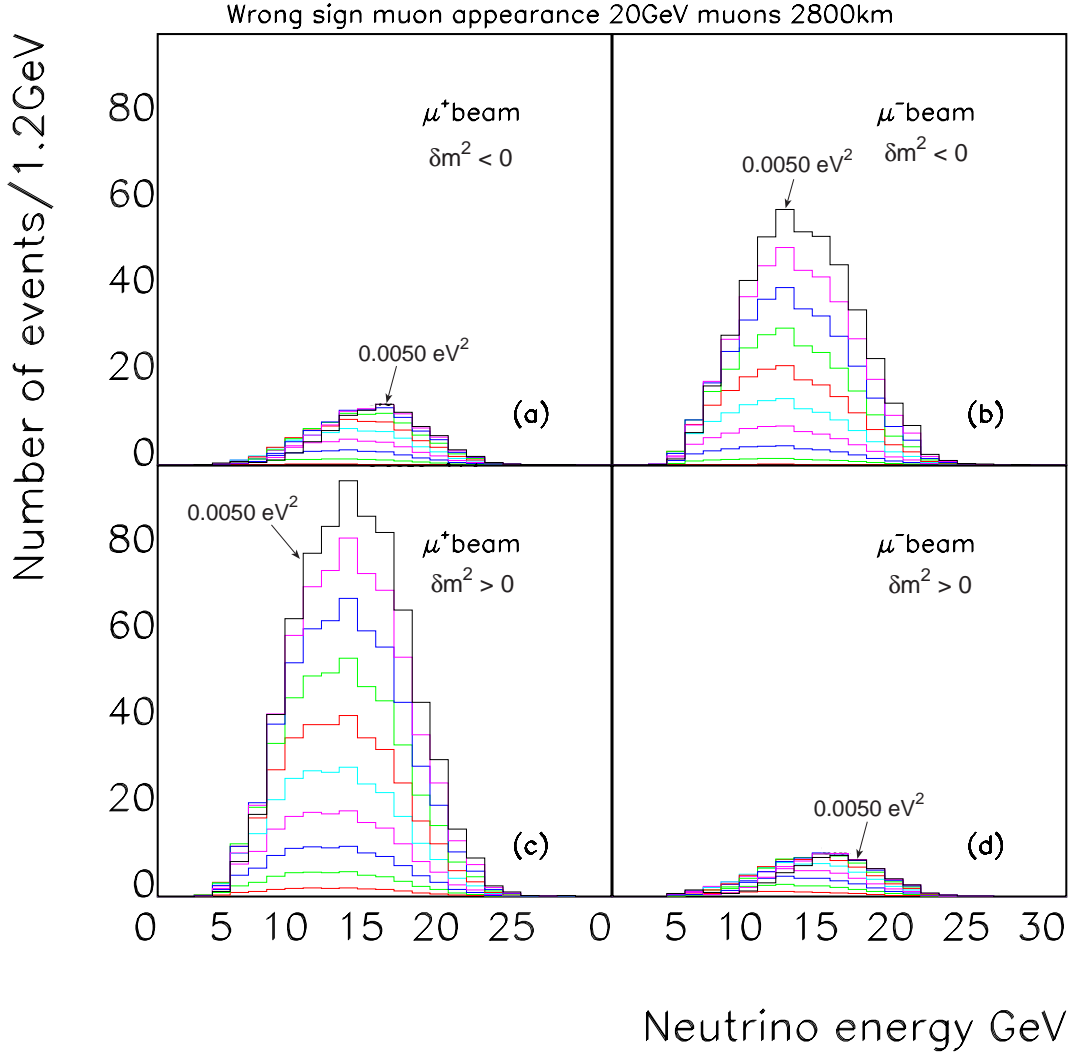 Wrong sign muon appearance 20GeV muons 2800km
Number of events/1.2GeV
80
60
40
20
0
μ⁺beam
δm² < 0
0.0050 eV²
(a)
μ⁻beam
δm² < 0
0.0050 eV²
(b)
80
60
40
20
0
μ⁺beam
δm² > 0
0.0050 eV²
(c)
μ⁻beam
δm² > 0
0.0050 eV²
(d)
0 5 10 15 20 25 0 5 10 15 20 25 30
Neutrino energy GeV